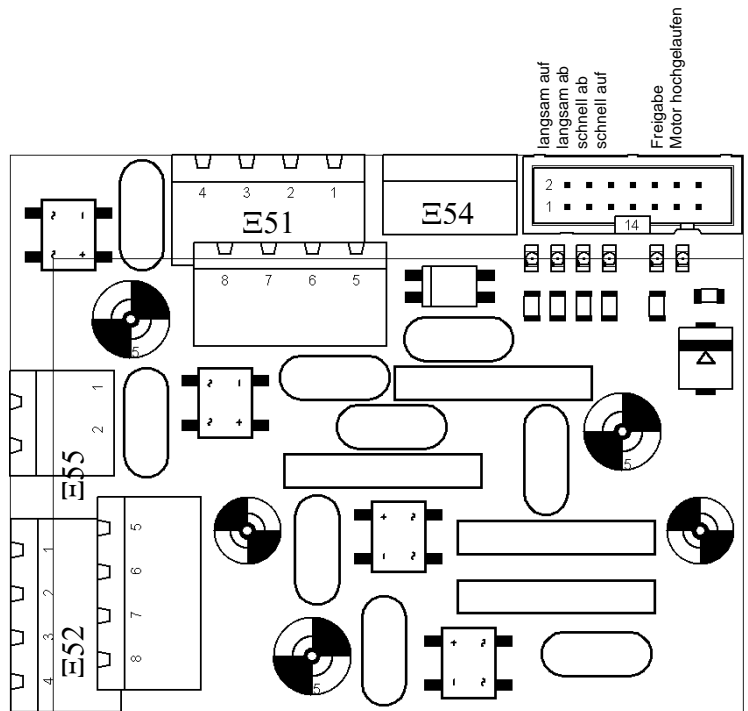 langsam auf
langsam ab
schnell ab
schnell auf
Freigabe
Motor hochgelaufen
4 3 2 1
Ξ51
Ξ54
2
1
14
8 7 6 5
5
1
2
Ξ55
5
1
2
3
4
Ξ52
5
6
7
8
5